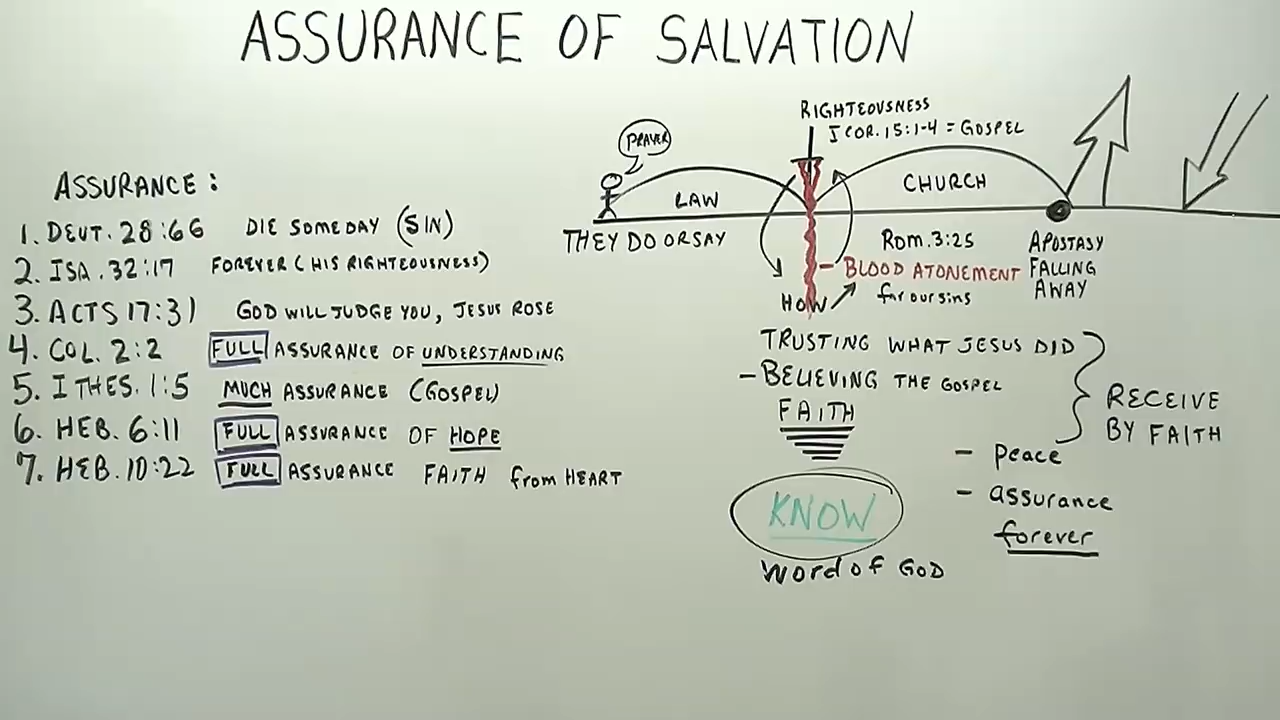 ASSURANCE OF SALVATION
ASSURANCE:
1. DEUT. 28:66 DIE SOMEDAY (SIN)
2. ISA. 32:17 FOREVER (HIS RIGHTEOUSNESS)
3. ACTS 17:31 GOD WILL JUDGE YOU, JESUS ROSE
4. COL. 2:2 FULL ASSURANCE OF UNDERSTANDING
5. I THES. 1:5 MUCH ASSURANCE (GOSPEL)
6. HEB. 6:11 FULL ASSURANCE OF HOPE
7. HEB. 10:22 FULL ASSURANCE FAITH from HEART
PRAYER
LAW
THEY DO OR SAY
RIGHTEOUSNESS
I COR. 15:1-4 = GOSPEL
CHURCH
Rom. 3:25
- BLOOD ATONEMENT
for our sins
HOW
APOSTASY
FALLING
AWAY
TRUSTING WHAT JESUS DID
- BELIEVING THE GOSPEL
FAITH
RECEIVE
BY FAITH
- peace
- assurance
forever
KNOW
WORD OF GOD